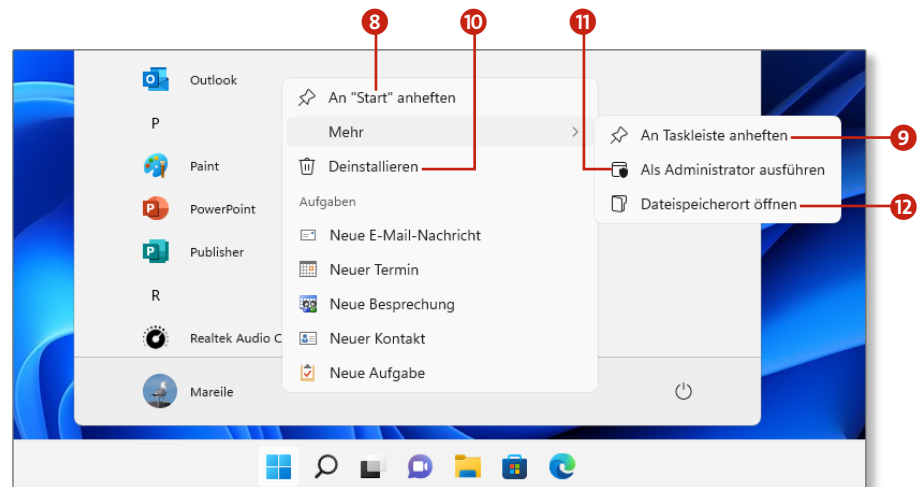 8
10
11
Outlook
P
Paint
PowerPoint
Publisher
R
Realtek Audio C
Mareile
An "Start" anheften
Mehr
Deinstallieren
Aufgaben
Neue E-Mail-Nachricht
Neuer Termin
Neue Besprechung
Neuer Kontakt
Neue Aufgabe
An Taskleiste anheften
9
Als Administrator ausführen
Dateispeicherort öffnen
12